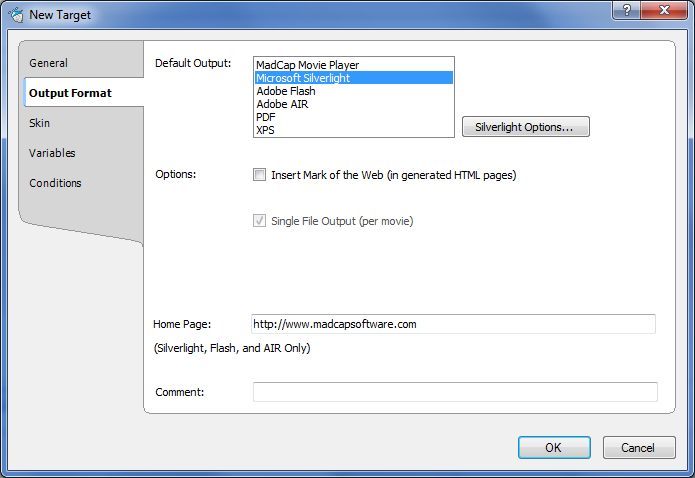 New Target
?
General
Output Format
Skin
Variables
Conditions
Default Output:
MadCap Movie Player
Microsoft Silverlight
Adobe Flash
Adobe AIR
PDF
XPS
Silverlight Options...
Options:
Insert Mark of the Web (in generated HTML pages)
Single File Output (per movie)
Home Page:
http://www.madcapsoftware.com
(Silverlight, Flash, and AIR Only)
Comment:
OK
Cancel